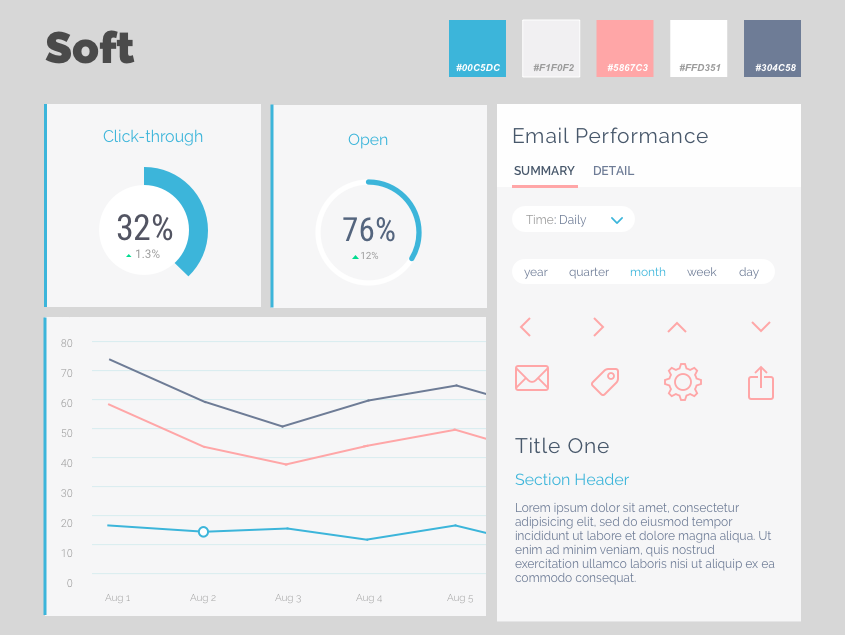 Soft
#00C5DC
#F1F0F2
#5867C3
#FFD351
#304C58
Click-through
32%
1.3%
Open
76%
12%
Email Performance
SUMMARY DETAIL
Time: Daily
year quarter month week day
80
70
60
50
40
30
20
10
0
Aug 1 Aug 2 Aug 3 Aug 4 Aug 5
Title One
Section Header
Lorem ipsum dolor sit amet, consectetur
adipisicing elit, sed do eiusmod tempor
incididunt ut labore et dolore magna aliqua. Ut
enim ad minim veniam, quis nostrud
exercitation ullamco laboris nisi ut aliquip ex ea
commodo consequat.